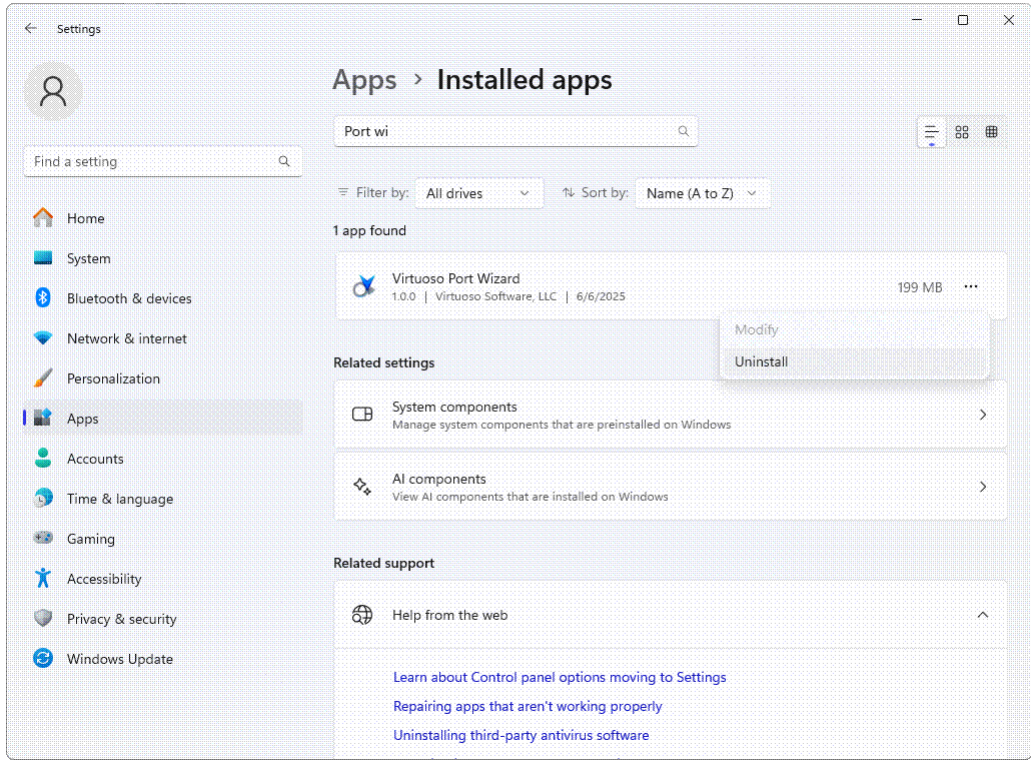 Settings
Apps > Installed apps
Port wi
Find a setting
Filter by: All drives Sort by: Name (A to Z)
1 app found
Virtuoso Port Wizard
1.0.0 | Virtuoso Software, LLC | 6/6/2025
199 MB
Modify
Uninstall
Home
System
Bluetooth & devices
Network & internet
Personalization
Apps
Accounts
Time & language
Gaming
Accessibility
Privacy & security
Windows Update
Related settings
System components
Manage system components that are preinstalled on Windows
AI components
View AI components that are installed on Windows
Related support
Help from the web
Learn about Control panel options moving to Settings
Repairing apps that aren't working properly
Uninstalling third-party antivirus software